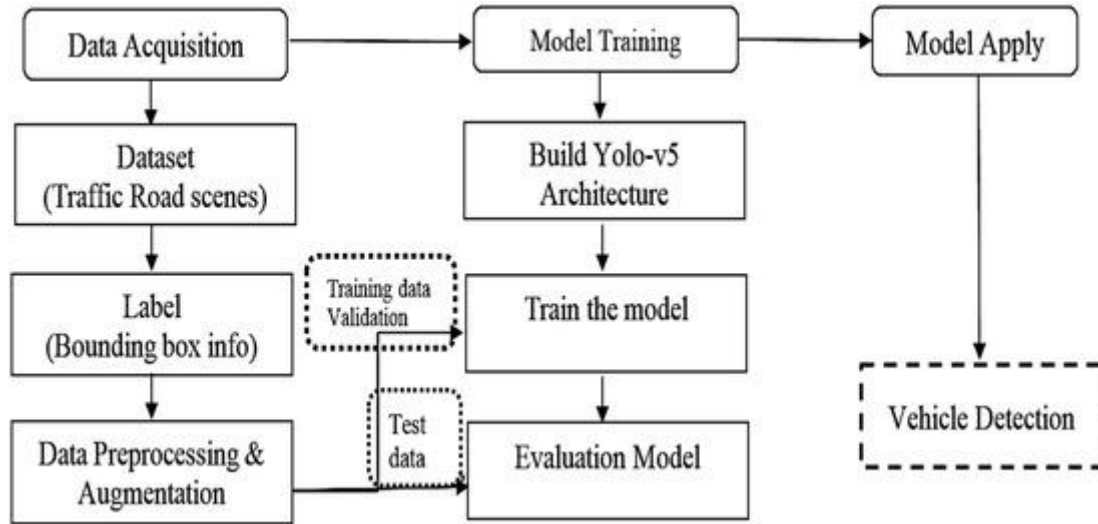 Data Acquisition
Model Training
Model Apply
Dataset
(Traffic Road scenes)
Build Yolo-v5
Architecture
Label
(Bounding box info)
Training data
Validation
Train the model
Data Preprocessing &
Augmentation
Test
data
Evaluation Model
Vehicle Detection